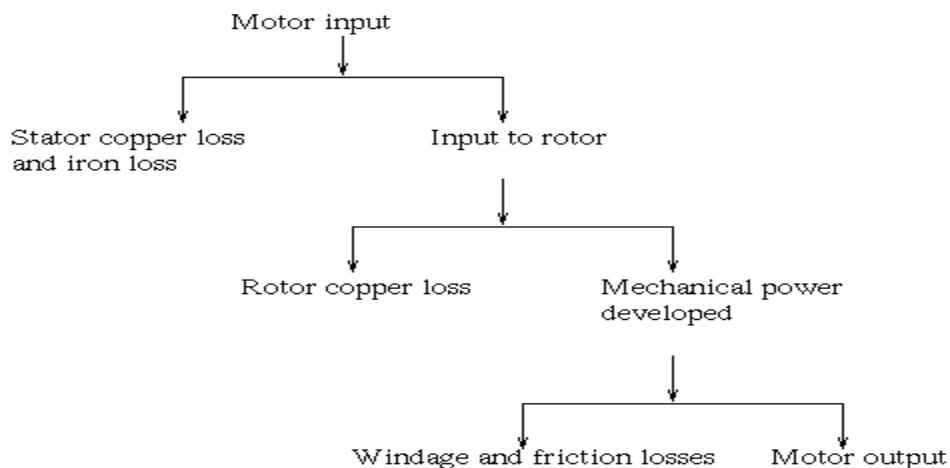 Motor input
Stator copper loss
and iron loss
Input to rotor
Rotor copper loss
Mechanical power
developed
Windage and friction losses
Motor output